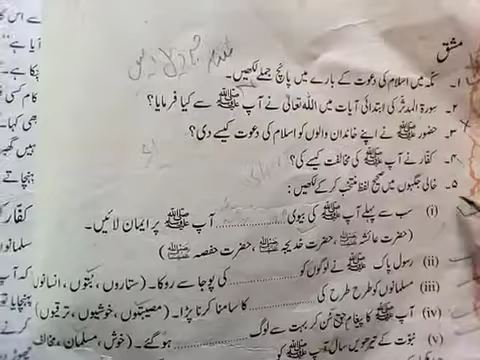 مشق
۱۔ مکہ میں اسلام کی دعوت کے بارے میں پانچ جملے لکھیں۔
۲۔ سورۃ المدثر کی ابتدائی آیات میں اللہ تعالیٰ نے آپ ﷺ سے کیا فرمایا؟
۳۔ حضور ﷺ نے اپنے خاندان والوں کو اسلام کی دعوت کیسے دی؟
۴۔ کفار نے آپ ﷺ کی مخالفت کیسے کی؟
۵۔ خالی جگہوں میں صحیح لفظ منتخب کر کے لکھیں:
(i) سب سے پہلے آپ ﷺ کی بیوی .................... آپ ﷺ پر ایمان لائیں۔
(حضرت عائشہ، حضرت خدیجہ، حضرت حفصہ)
(ii) رسول پاک ﷺ نے لوگوں کو .................... کی پوجا سے روکا۔ (ستاروں، بتوں، انسانوں
(iii) مسلمانوں کو طرح طرح کی .................... کا سامنا کرنا پڑا۔ (مصیبتوں، خوشیوں، ترقیوں)
(iv) آپ ﷺ کا پیغام حق سن کر بہت سے لوگ .................... ہو گئے۔ (خوش، مسلمان، مخالف
(v) نبوت کے تیرھویں سال آپ ﷺ کو